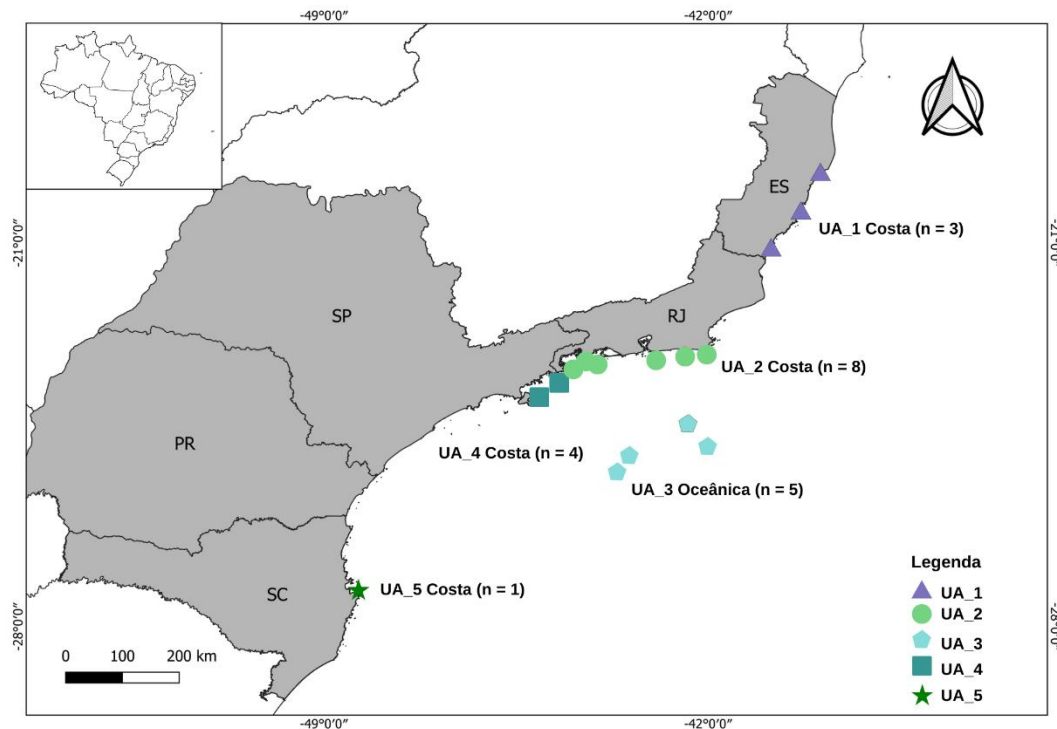 -49°0'0"
-42°0'0"
ES
UA_1 Costa (n = 3)
-21°0'0"
-21°0'0"
SP
RJ
UA_2 Costa (n = 8)
PR
UA_4 Costa (n = 4)
UA_3 Oceânica (n = 5)
Legenda
UA_1
UA_2
UA_3
UA_4
UA_5
SC
UA_5 Costa (n = 1)
-28°0'0"
-28°0'0"
0 100 200 km
-49°0'0"
-42°0'0"